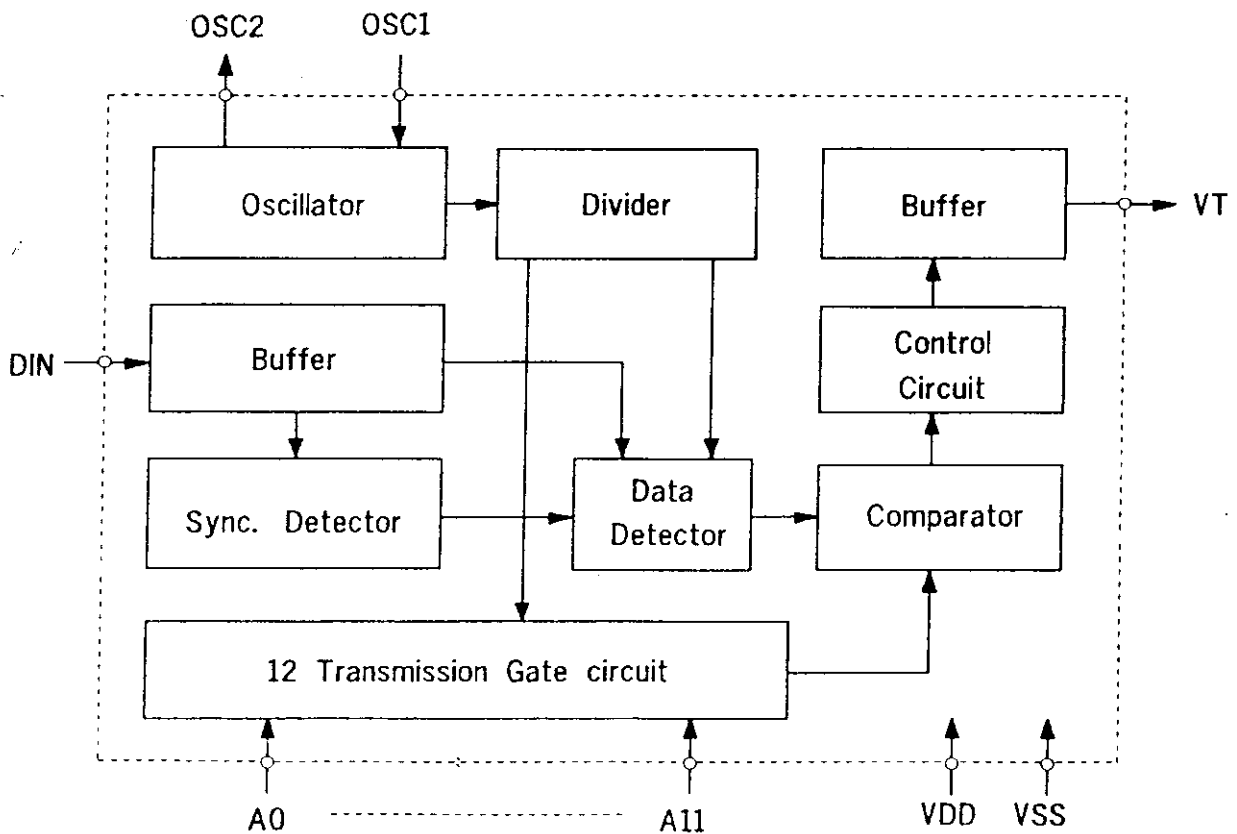 OSC2
OSC1
Oscillator
Divider
Buffer
VT
DIN
Buffer
Control
Circuit
Sync. Detector
Data
Detector
Comparator
12 Transmission Gate circuit
A0
A11
VDD
VSS